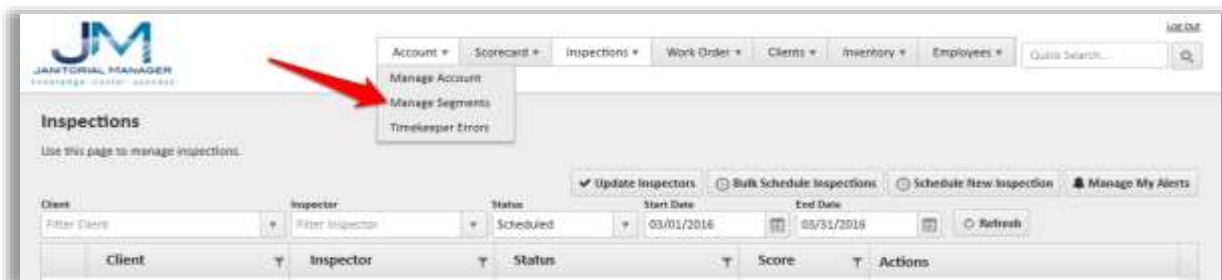 Log Out
JM
JANITORIAL MANAGER
Account Scorecard Inspections Work Order Clients Inventory Employees Quick Search...
Manage Account
Manage Segments
Timekeeper Errors
Inspections
Use this page to manage inspections.
Update Inspectors Bulk Schedule Inspections Schedule New Inspection Manage My Alerts
Client Inspector Status Start Date End Date
Filter Client Filter Inspector Scheduled 03/01/2016 03/31/2016 Refresh
Client Inspector Status Score Actions